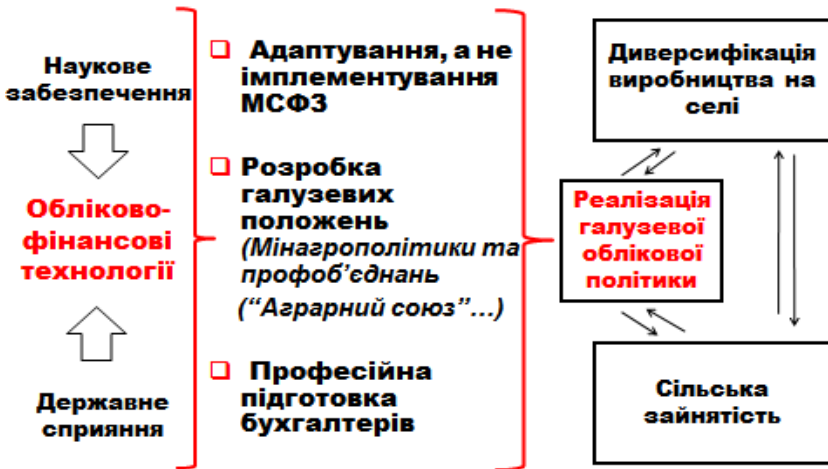 Наукове
забезпечення
Обліково-
фінансові
технології
Державне
сприяння
Адаптування, а не
імплементування
МСФЗ
Розробка
галузевих
положень
(Мінагрополітики та
профоб’єднань
(“Аграрний союз”…)
Професійна
підготовка
бухгалтерів
Диверсифікація
виробництва на
селі
Реалізація
галузевої
облікової
політики
Сільська
зайнятість